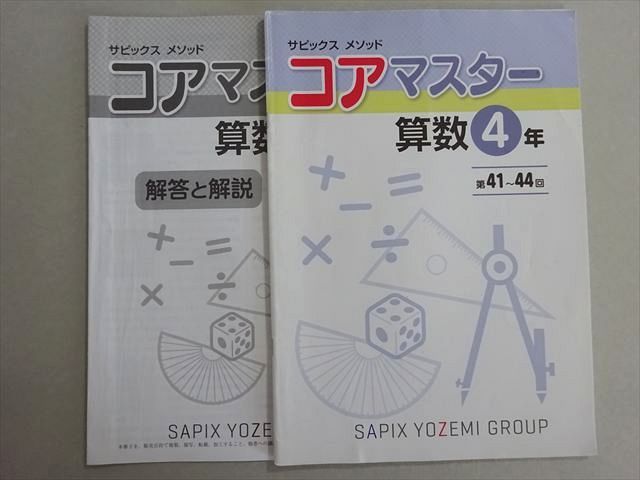 サピックス メソッド
コアマス
算数
解答と解説
SAPIX YOZE
サピックス メソッド
コアマスター
算数4年
第41～44回
SAPIX YOZEMI GROUP